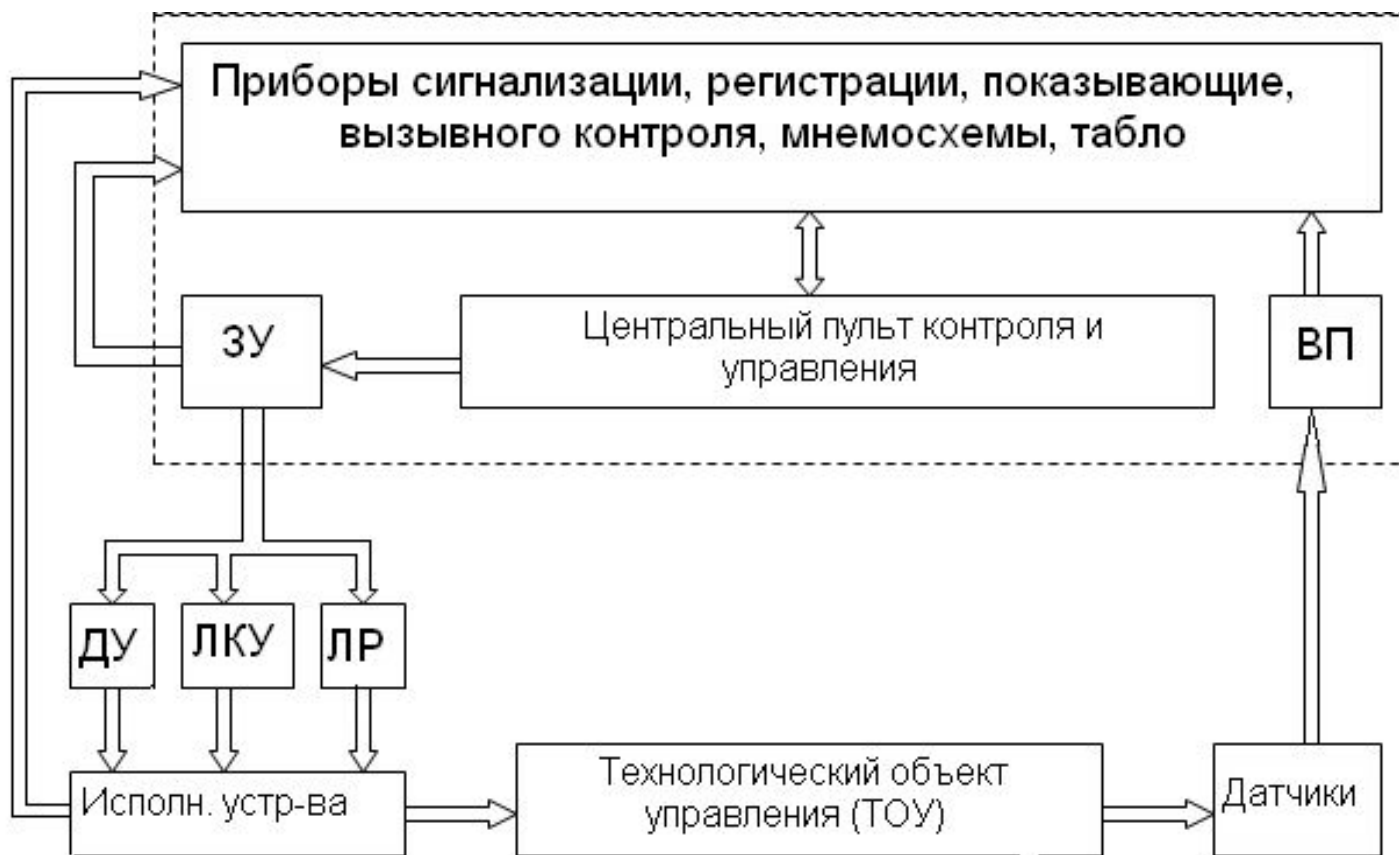 Приборы сигнализации, регистрации, показывающие,
вызывного контроля, мнемосхемы, табло
ЗУ
Центральный пульт контроля и
управления
ВП
ДУ
ЛКУ
ЛР
Исполн. устр-ва
Технологический объект
управления (ТОУ)
Датчики